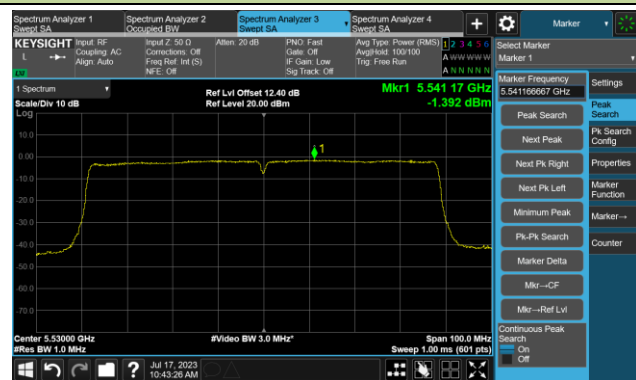 Spectrum Analyzer 1
Swept SA
Spectrum Analyzer 2
Occupied BW
Spectrum Analyzer 3
Swept SA
Spectrum Analyzer 4
Swept SA
Marker
KEYSIGHT
L
Input: RF
Coupling: AC
Align: Auto
Input Z: 50 Ω
Corrections: Off
Freq Ref: Int (S)
NFE: Off
Atten: 20 dB
PNO: Fast
Gate: Off
IF Gain: Low
Sig Track: Off
Avg Type: Power (RMS)
Avg|Hold: 100/100
Trig: Free Run
1 2 3 4 5 6
A W W W W W
A N N N N N
Select Marker
Marker 1
1 Spectrum
Scale/Div 10 dB
Log
Ref Lvl Offset 12.40 dB
Ref Level 20.00 dBm
Mkr1 5.541 17 GHz
-1.392 dBm
10.0
0.00
-10.0
-20.0
-30.0
-40.0
-50.0
-60.0
-70.0
1
Center 5.53000 GHz
#Res BW 1.0 MHz
#Video BW 3.0 MHz*
Span 100.0 MHz
Sweep 1.00 ms (601 pts)
Marker Frequency
5.541166667 GHz
Peak Search
Next Peak
Next Pk Right
Next Pk Left
Minimum Peak
Pk-Pk Search
Marker Delta
Mkr→CF
Mkr→Ref Lvl
Continuous Peak
Search
On
Off
Settings
Peak
Search
Pk Search
Config
Properties
Marker
Function
Marker→
Counter
Jul 17, 2023
10:43:26 AM